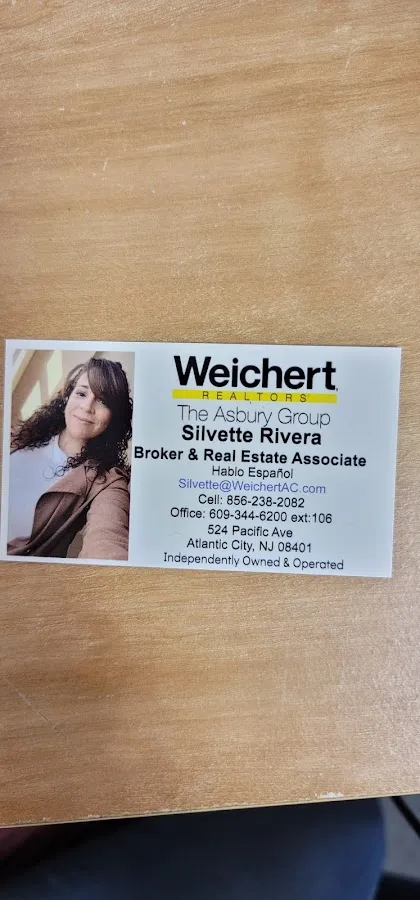 Weichert
REALTORS
The Asbury Group
Silvette Rivera
Broker & Real Estate Associate
Hablo Español
Silvette@WeichertAC.com
Cell: 856-238-2082
Office: 609-344-6200 ext:106
524 Pacific Ave
Atlantic City, NJ 08401
Independently Owned & Operated